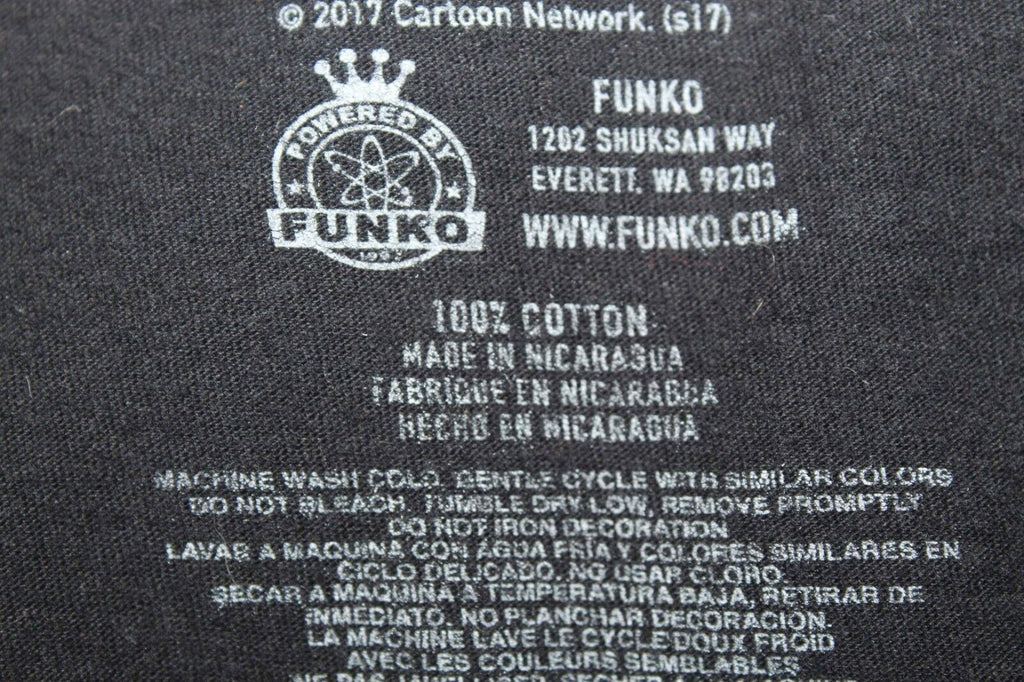 © 2017 Cartoon Network. (s17)
POWERED BY
FUNKO
1997
FUNKO
1202 SHUKSAN WAY
EVERETT, WA 98203
WWW.FUNKO.COM
100% COTTON
MADE IN NICARAGUA
FABRIQUE EN NICARAGUA
HECHO EN NICARAGUA
MACHINE WASH COLD, GENTLE CYCLE WITH SIMILAR COLORS
DO NOT BLEACH, TUMBLE DRY LOW, REMOVE PROMPTLY
DO NOT IRON DECORATION
LAVAR A MAQUINA CON AGUA FRIA Y COLORES SIMILARES EN
CICLO DELICADO. NO USAR CLORO.
SECAR A MAQUINA A TEMPERATURA BAJA, RETIRAR DE
INMEDIATO. NO PLANCHAR DECORACION.
LA MACHINE LAVE LE CYCLE DOUX FROID
AVEC LES COULEURS SEMBLABLES